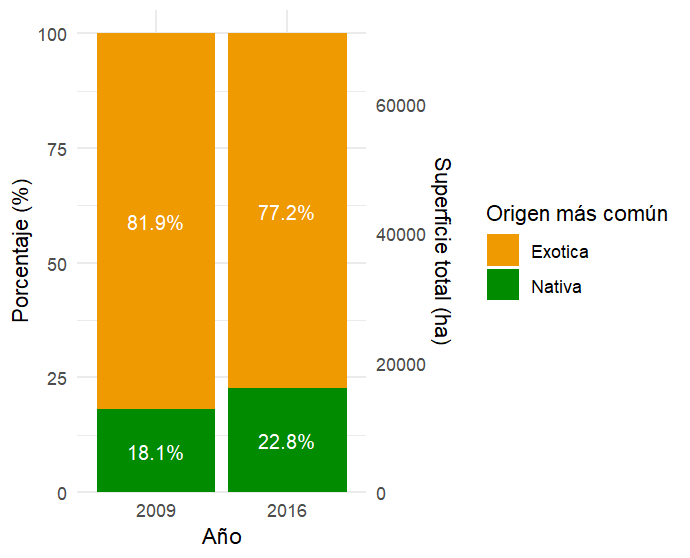 100
75
50
25
0
Porcentaje (%)
81.9%
77.2%
18.1%
22.8%
2009
2016
Año
60000
40000
20000
0
Superficie total (ha)
Origen más común
Exotica
Nativa